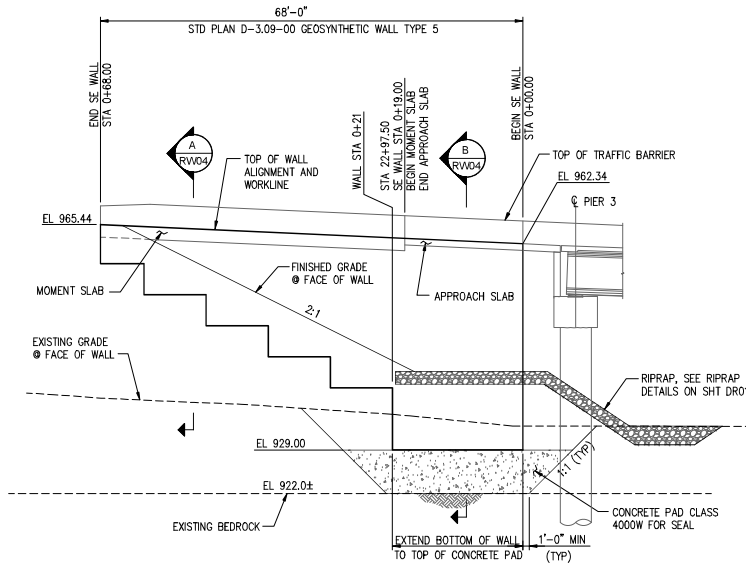 68'-0"
STD PLAN D-3.09-00 GEOSYNTHETIC WALL TYPE 5
END SE WALL
STA 0+68.00
A
RW04
TOP OF WALL
ALIGNMENT AND
WORKLINE
WALL STA 0+21
STA 22+97.50
SE WALL STA 0+19.00
BEGIN MOMENT SLAB
END APPROACH SLAB
B
RW04
BEGIN SE WALL
STA 0+00.00
TOP OF TRAFFIC BARRIER
EL 962.34
℄ PIER 3
EL 965.44
MOMENT SLAB
FINISHED GRADE
@ FACE OF WALL
2:1
APPROACH SLAB
EXISTING GRADE
@ FACE OF WALL
RIPRAP, SEE RIPRAP
DETAILS ON SHT
EL 929.00
1:1 (TYP)
EL 922.0±
EXISTING BEDROCK
CONCRETE PAD CLASS
4000W FOR SEAL
EXTEND BOTTOM OF WALL
TO TOP OF CONCRETE PAD
1'-0" MIN
(TYP)